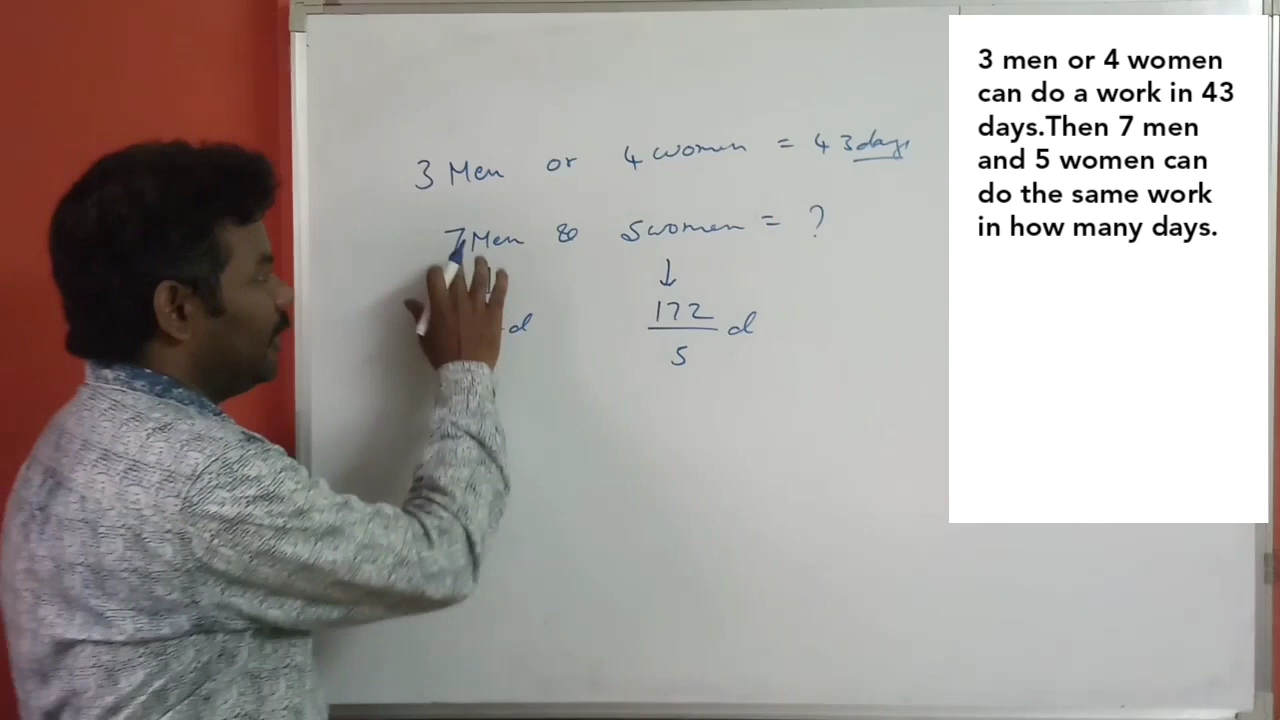 3 Men or 4 women = 43 days
7 Men & 5 women = ?
↓
d 172/5 d
3 men or 4 women
can do a work in 43
days.Then 7 men
and 5 women can
do the same work
in how many days.